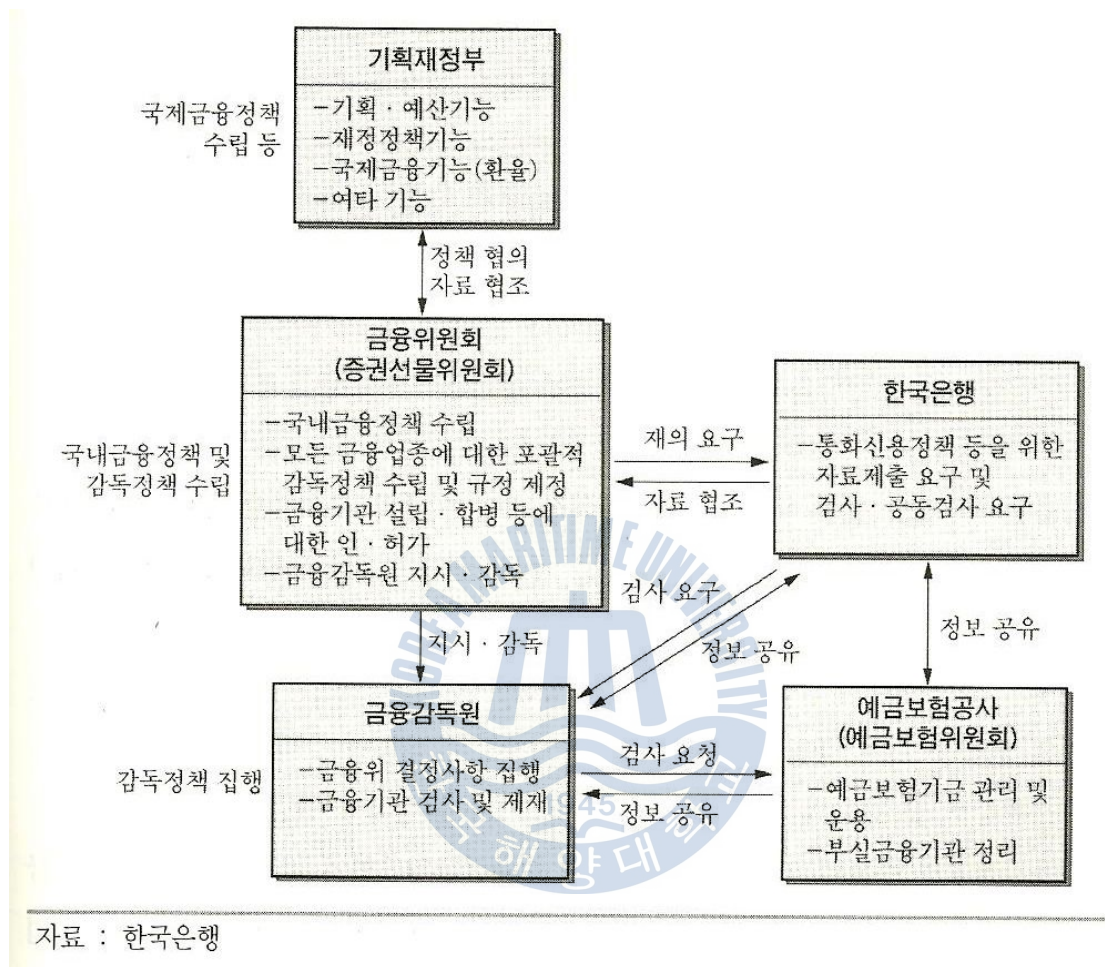 기획재정부
국제금융정책
수립 등
-기획 · 예산기능
-재정정책기능
-국제금융기능(환율)
-여타 기능
정책 협의
자료 협조
금융위원회
(증권선물위원회)
국내금융정책 및
감독정책 수립
-국내금융정책 수립
-모든 금융업종에 대한 포괄적
감독정책 수립 및 규정 제정
-금융기관 설립 · 합병 등에
대한 인 · 허가
-금융감독원 지시 · 감독
재의 요구
자료 협조
한국은행
-통화신용정책 등을 위한
자료제출 요구 및
검사 · 공동검사 요구
지시 · 감독
검사 요구
정보 공유
정보 공유
금융감독원
감독정책 집행
-금융위 결정사항 집행
-금융기관 검사 및 제재
검사 요청
정보 공유
예금보험공사
(예금보험위원회)
-예금보험기금 관리 및
운용
-부실금융기관 정리
KOREA MARITIME UNIVERSITY
1945
국해양대학
자료 : 한국은행